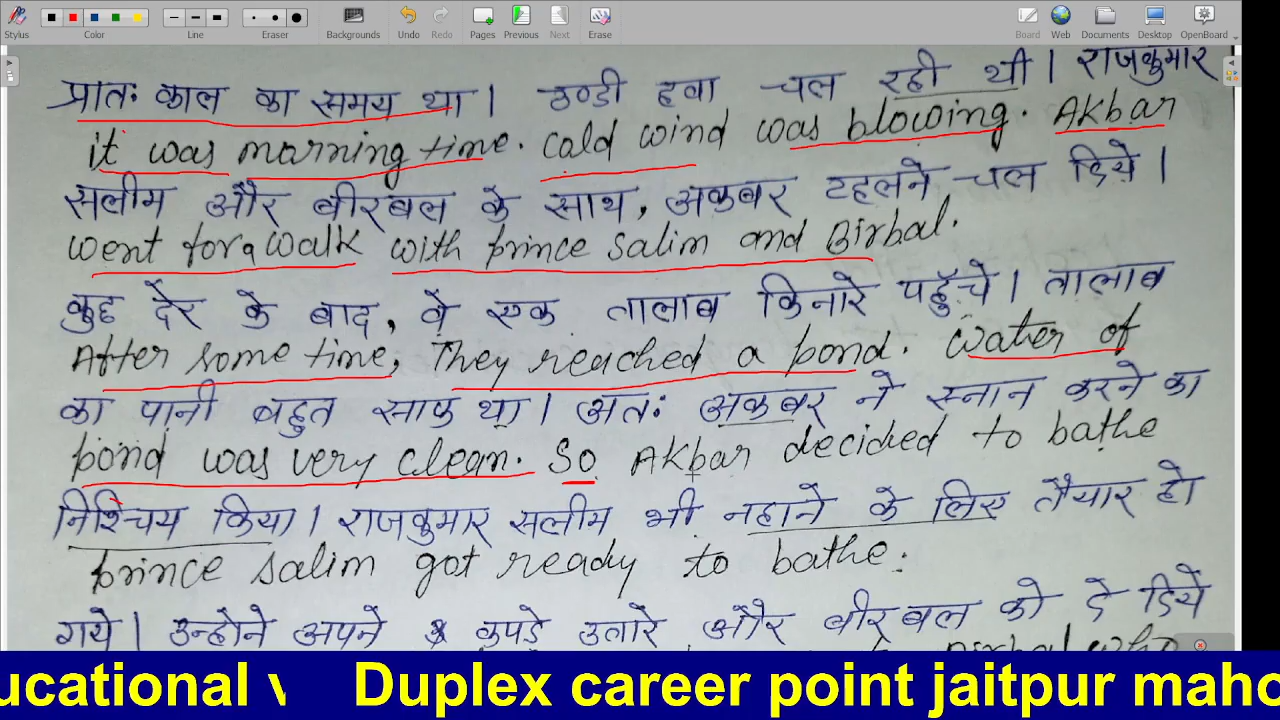 Stylus Color Line Eraser Backgrounds Undo Redo Pages Previous Next Erase Board Web Documents Desktop OpenBoard
प्रातः काल का समय था। ठण्डी हवा चल रही थी। राजकुमार
it was morning time. Cold wind was blowing. Akbar
सलीम और बीरबल के साथ, अकबर टहलने चल दिये।
went for a walk with prince Salim and Birbal.
कुछ देर के बाद, वे एक तालाब किनारे पहुँचे। तालाब
After some time, They reached a pond. Water of
का पानी बहुत साफ था। अतः अकबर ने स्नान करने का
pond was very clean. So Akbar decided to bathe
निश्चिय किया। राजकुमार सलीम भी नहाने के लिए तैयार हो
prince Salim got ready to bathe.
गये। उन्होने अपने कपडे उतारे और बीरबल को दे दिये
ucational Duplex career point jaitpur maho